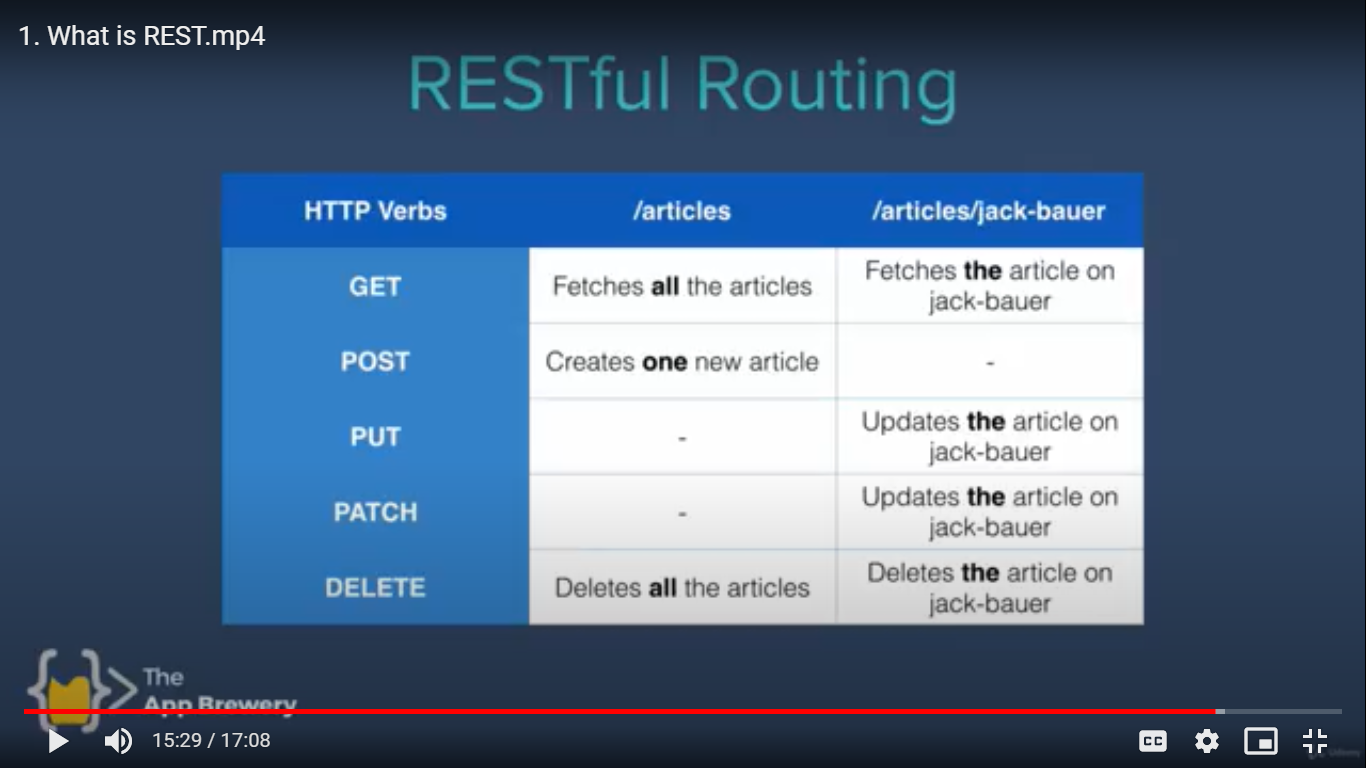 1. What is REST.mp4
RESTful Routing
HTTP Verbs /articles /articles/jack-bauer
GET Fetches all the articles Fetches the article on
jack-bauer
POST Creates one new article -
PUT - Updates the article on
jack-bauer
PATCH - Updates the article on
jack-bauer
DELETE Deletes all the articles Deletes the article on
jack-bauer
The
App Brewery
15:29 / 17:08
CC